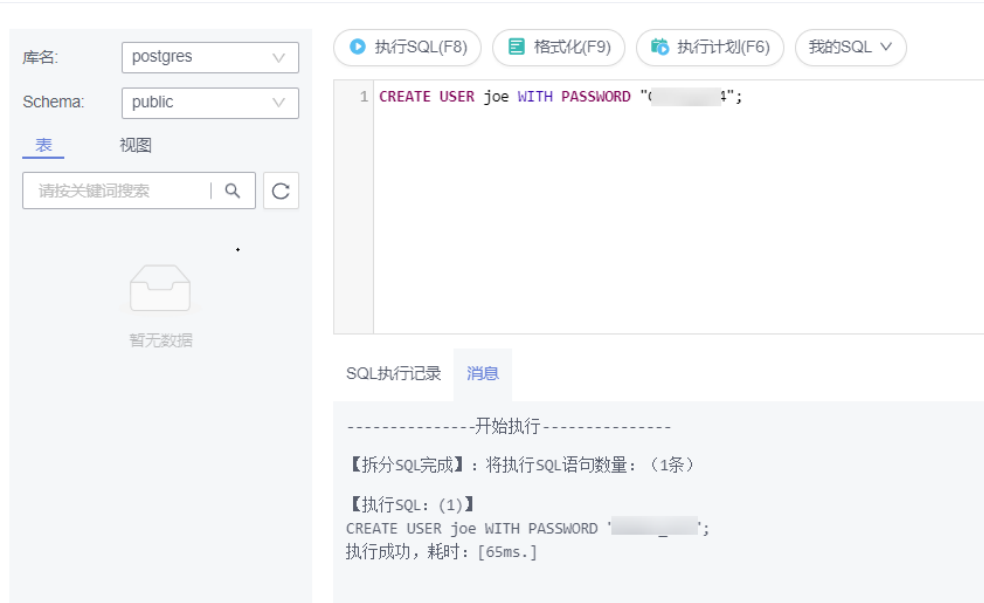 库名: postgres
Schema: public
表 视图
请按关键词搜索
暂无数据
执行SQL(F8) 格式化(F9) 执行计划(F6) 我的SQL
1 CREATE USER joe WITH PASSWORD " 4";
SQL执行记录 消息
---------------开始执行---------------
【拆分SQL完成】:将执行SQL语句数量:(1条)
【执行SQL:(1)】
CREATE USER joe WITH PASSWORD ' ';
执行成功,耗时:[65ms.]